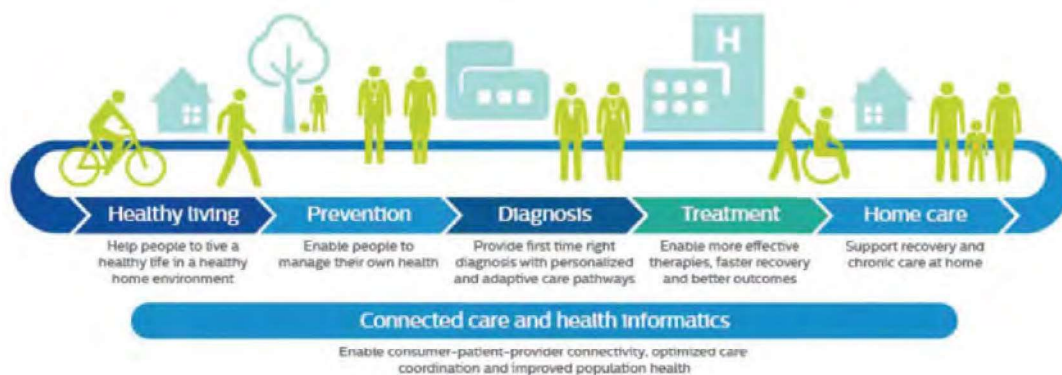 H
Healthy living
Prevention
Diagnosis
Treatment
Home care
Help people to live a
healthy life in a healthy
home environment
Enable people to
manage their own health
Provide first time right
diagnosis with personalized
and adaptive care pathways
Enable more effective
therapies, faster recovery
and better outcomes
Support recovery and
chronic care at home
Connected care and health informatics
Enable consumer-patient-provider connectivity, optimized care
coordination and improved population health